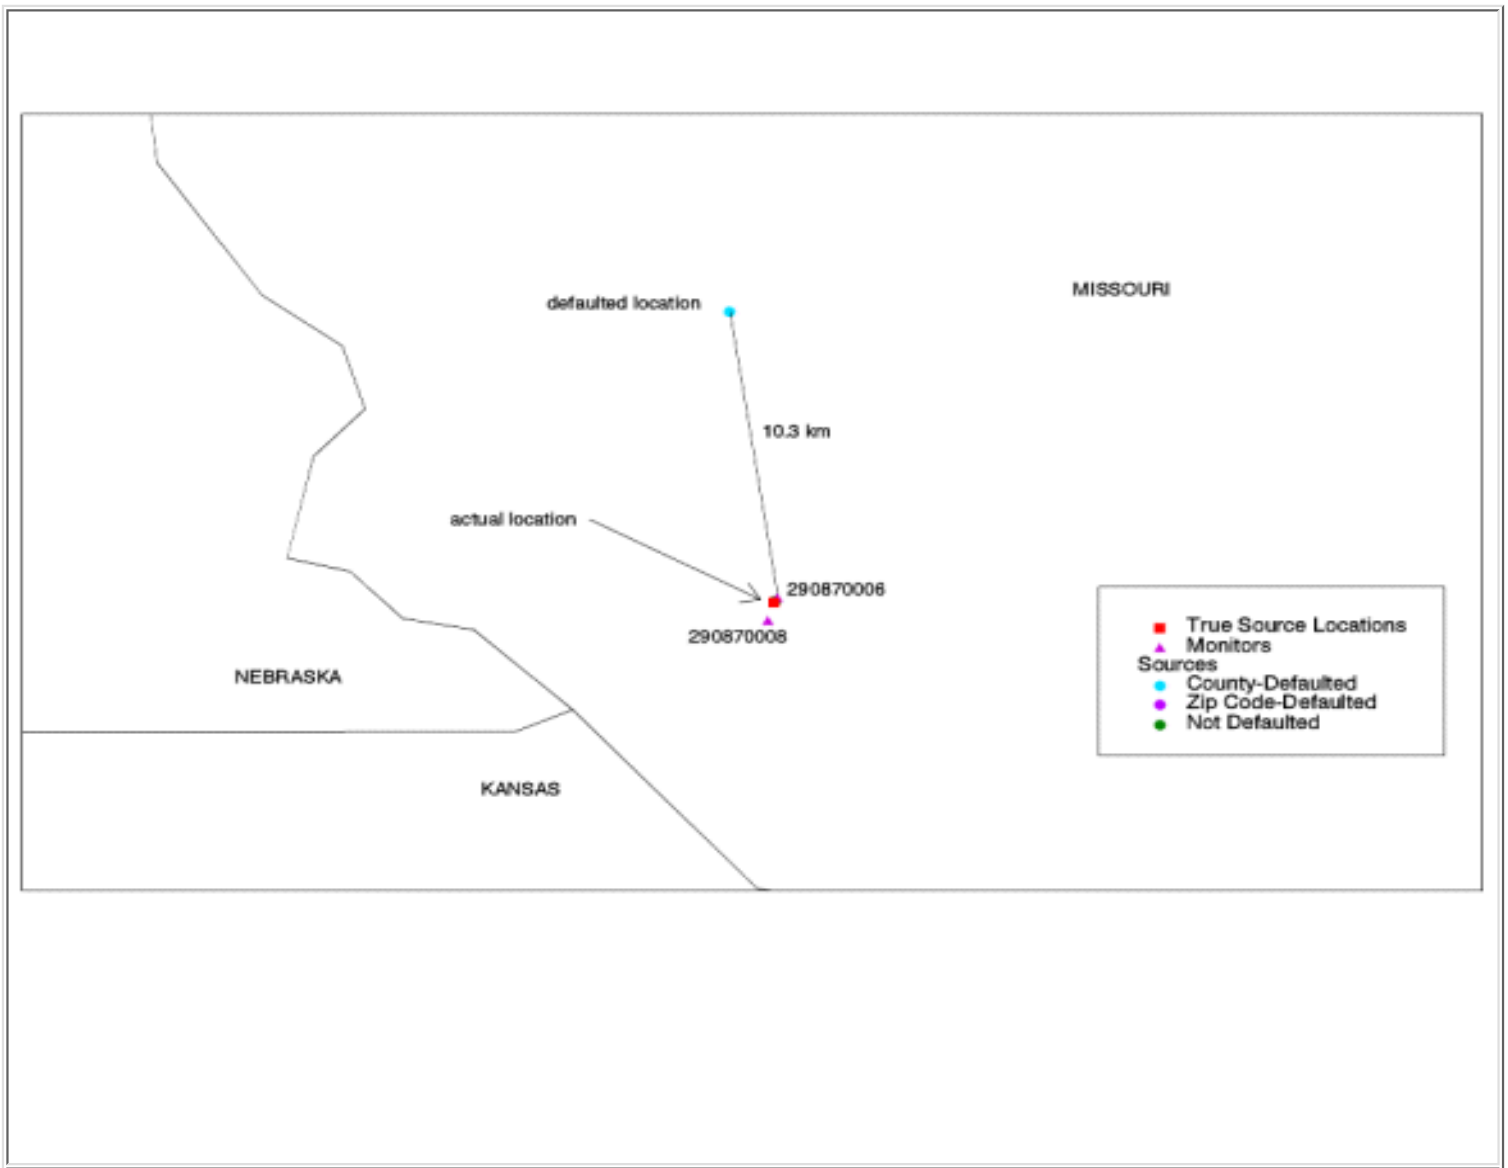 MISSOURI
defaulted location
10.3 km
actual location
290870006
290870008
NEBRASKA
KANSAS
True Source Locations
Monitors
Sources
County-Defaulted
Zip Code-Defaulted
Not Defaulted